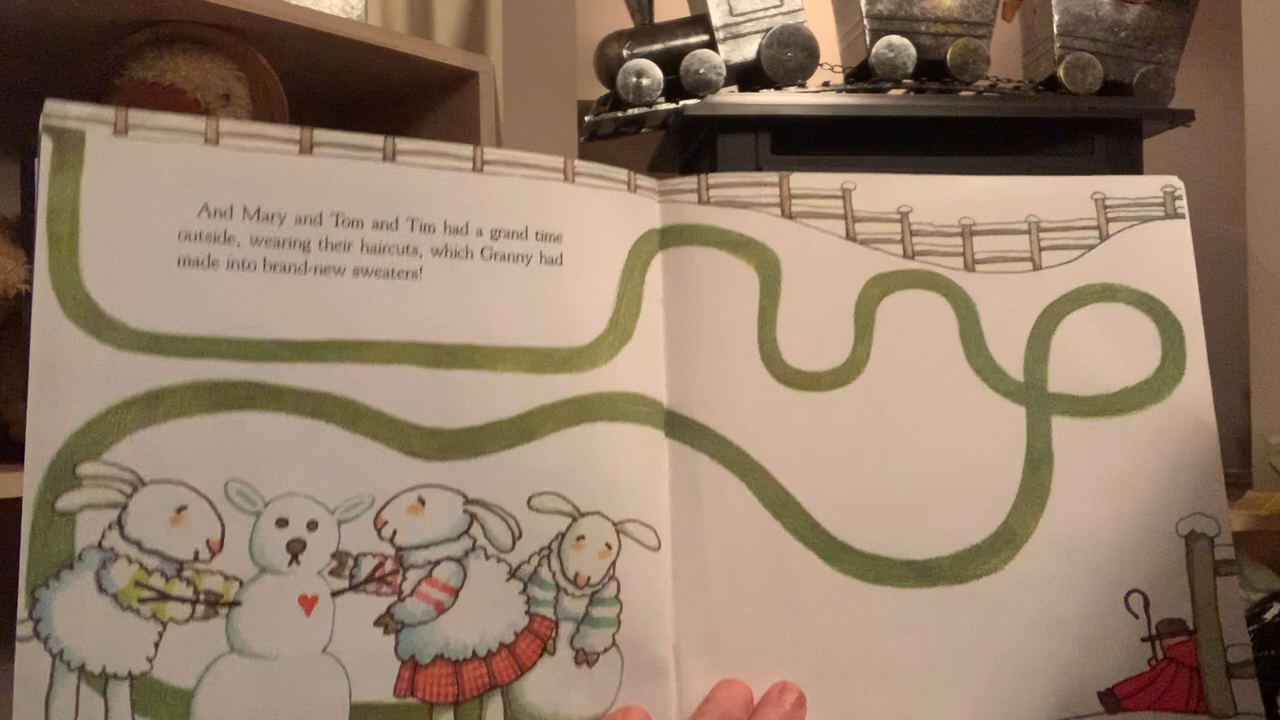 And Mary and Tom and Tim had a grand time
outside, wearing their haircuts, which Granny had
made into brand-new sweaters!